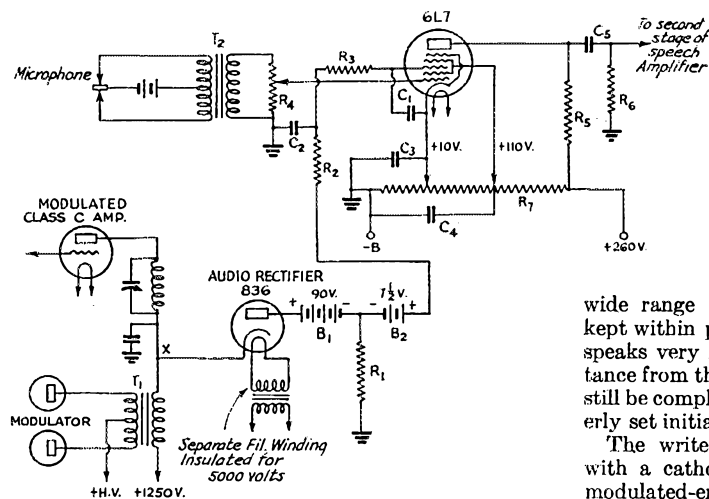 6L7
C5
To second
stage of
speech
Amplifier
Microphone
T2
R3
R4
C1
C2
R2
C3
+10V.
+110V.
R5
R6
R7
C4
-B
+260V.
MODULATED
CLASS C AMP.
AUDIO RECTIFIER
836
+ 90V. -
B1
- 7½V. +
B2
X
R1
T1
MODULATOR
Separate Fil. Winding
Insulated for
5000 volts
+H.V.
+1250V.
wide range
kept within p
speaks very
tance from th
still be compl
erly set initia
The write
with a catho
modulated-en